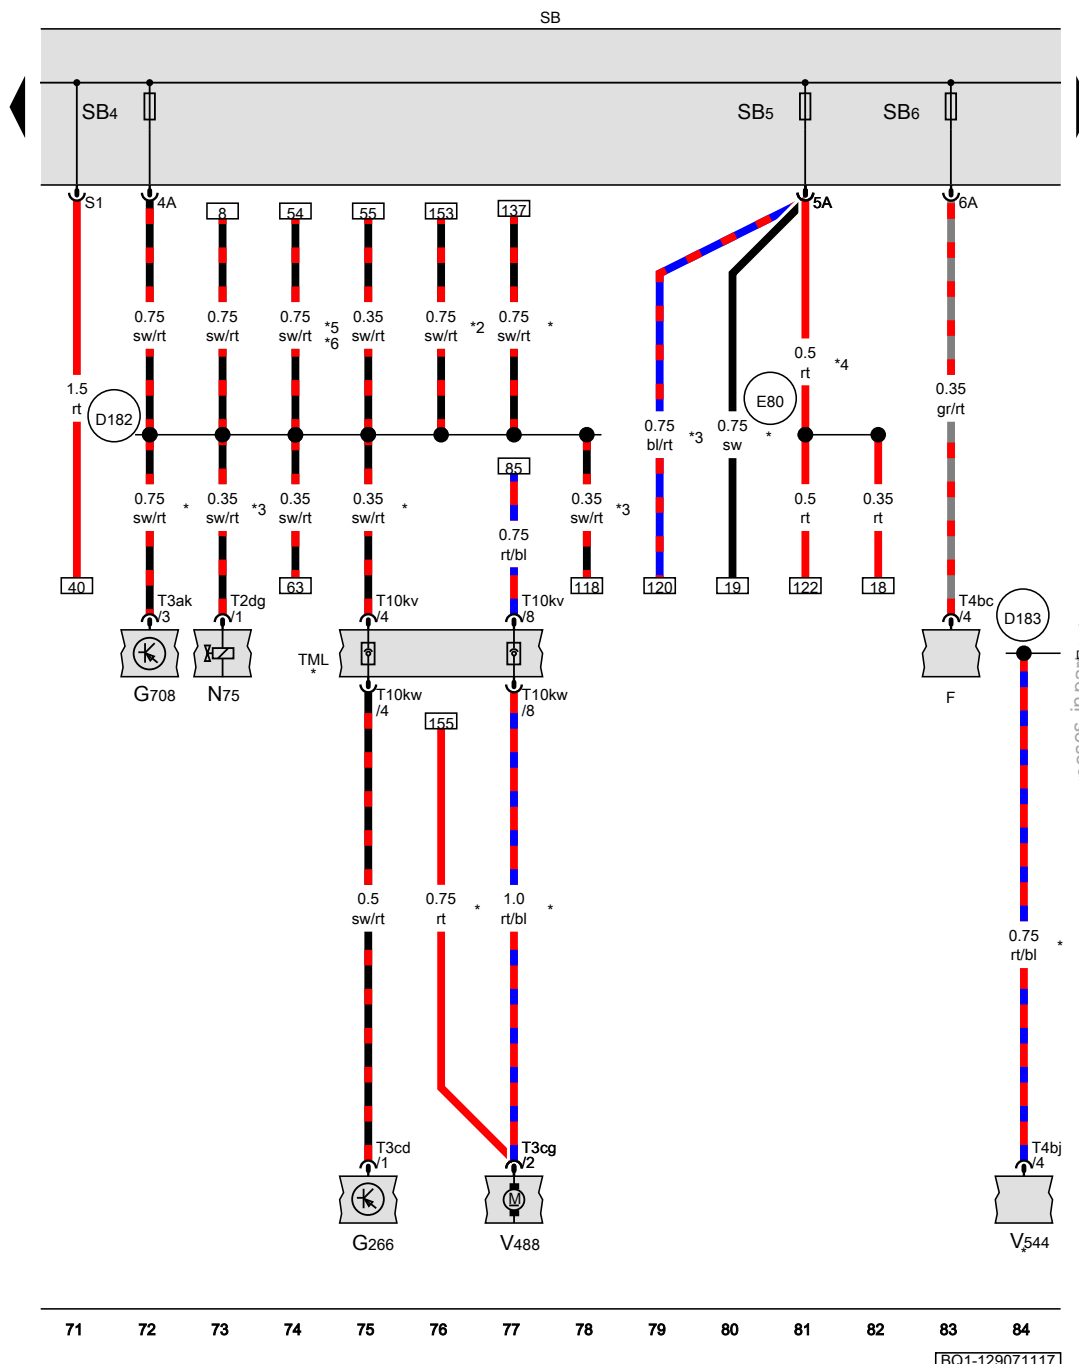 SB
SB4
SB5
SB6
S1
4A
5A
6A
8
54
55
153
137
0.75
sw/rt
0.75
sw/rt
0.75
sw/rt
*5
*6
0.35
sw/rt
0.75
sw/rt
*2
0.75
sw/rt
*
0.5
rt
*4
1.5
rt
D182
E80
0.35
gr/rt
0.75
bl/rt
*3
0.75
sw
*
85
0.75
sw/rt
*
0.35
sw/rt
*3
0.35
sw/rt
0.35
sw/rt
*
0.75
rt/bl
0.35
sw/rt
*3
0.5
rt
0.35
rt
40
63
118
120
19
122
18
T3ak
/3
T2dg
/1
T10kv
/4
T10kv
/8
T4bc
/4
D183
TML
*
G708
N75
F
T10kw
/4
T10kw
/8
155
0.5
sw/rt
0.75
rt
*
1.0
rt/bl
*
0.75
rt/bl
*
T3cd
/1
T3cg
/2
T4bj
/4
M
G266
V488
V544
*
71 72 73 74 75 76 77 78 79 80 81 82 83 84
BQ1-129071117